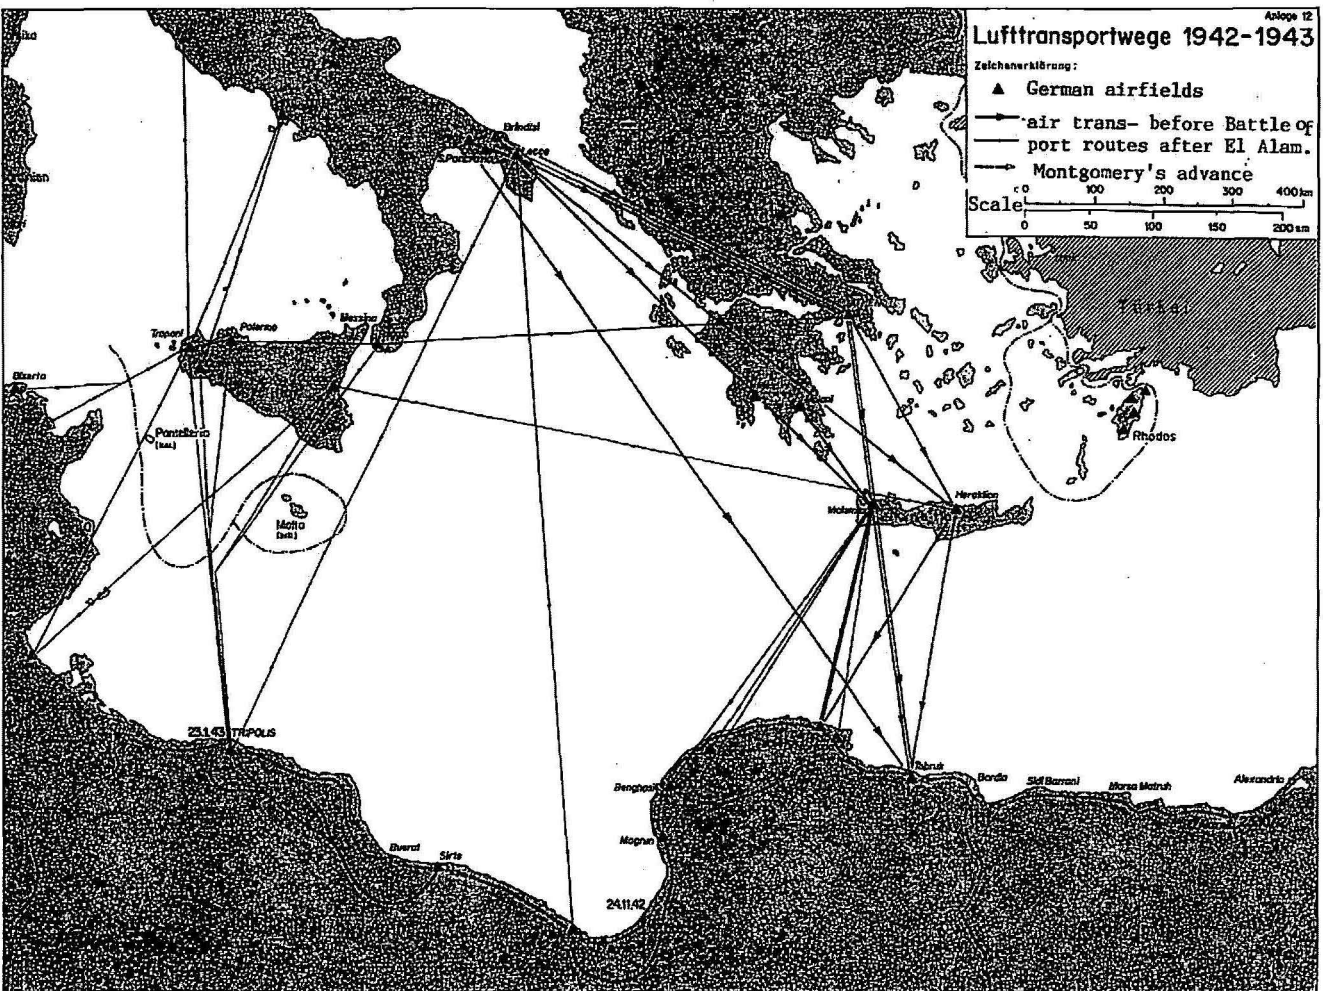 Anlage 12
Lufttransportwege 1942-1943
Zeichenerklärung:
German airfields
air trans- before Battle of
port routes after El Alam.
Montgomery's advance
Scale
0 100 200 300 400 km
0 50 100 150 200 sm
Brindisi
Lecce
Türkei
Trapani
Palermo
Messina
Bizerta
Pantelleria
Malta
Rhodos
Heraklion
23.1.43 TRIPOLIS
Benghasi
Tobruk
Bardia
Sidi Barrani
Marsa Matruh
Alexandria
Magrun
Buerat
Sirte
24.11.42